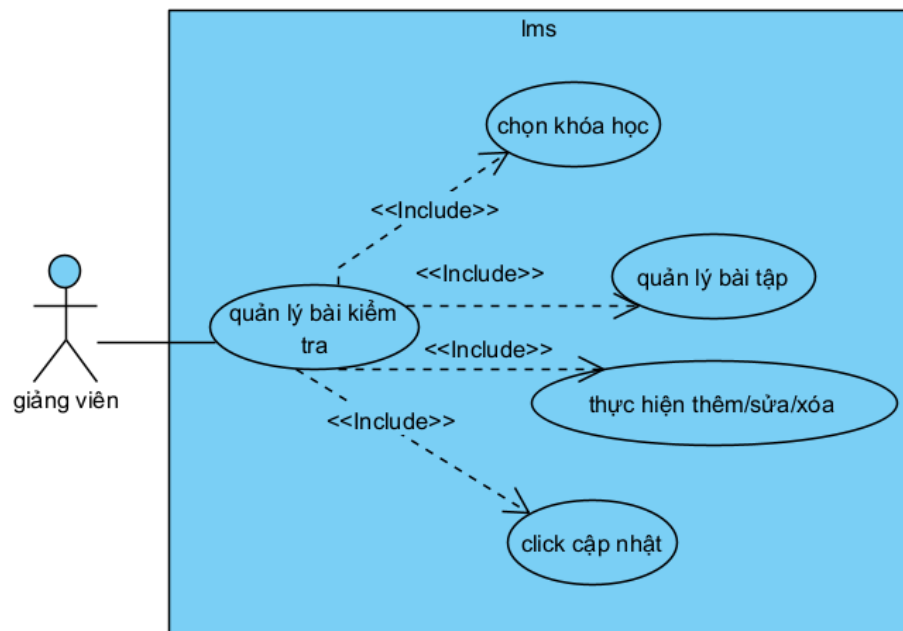 lms
chọn khóa học
<<Include>>
<<Include>>
quản lý bài tập
quản lý bài kiểm
tra
<<Include>>
giảng viên
thực hiện thêm/sửa/xóa
<<Include>>
click cập nhật